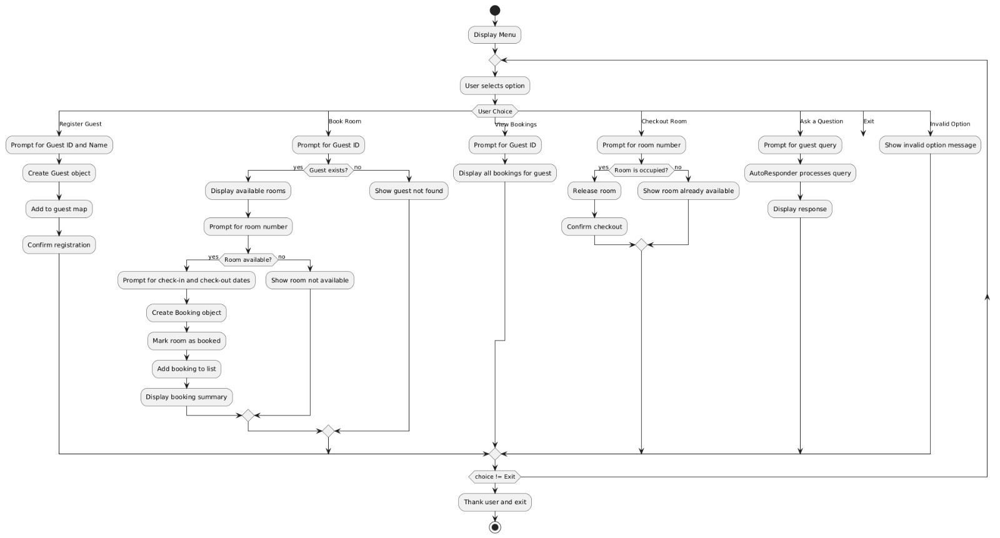 Display Menu
User selects option
User Choice
Register Guest
Prompt for Guest ID and Name
Create Guest object
Add to guest map
Confirm registration
Book Room
Prompt for Guest ID
Guest exists?
yes
no
Display available rooms
Prompt for room number
Room available?
yes
no
Prompt for check-in and check-out dates
Create Booking object
Mark room as booked
Add booking to list
Display booking summary
Show room not available
Show guest not found
View Bookings
Prompt for Guest ID
Display all bookings for guest
Checkout Room
Prompt for room number
Room is occupied?
yes
no
Release room
Confirm checkout
Show room already available
Ask a Question
Prompt for guest query
AutoResponder processes query
Display response
Exit
Invalid Option
Show invalid option message
choice != Exit
Thank user and exit